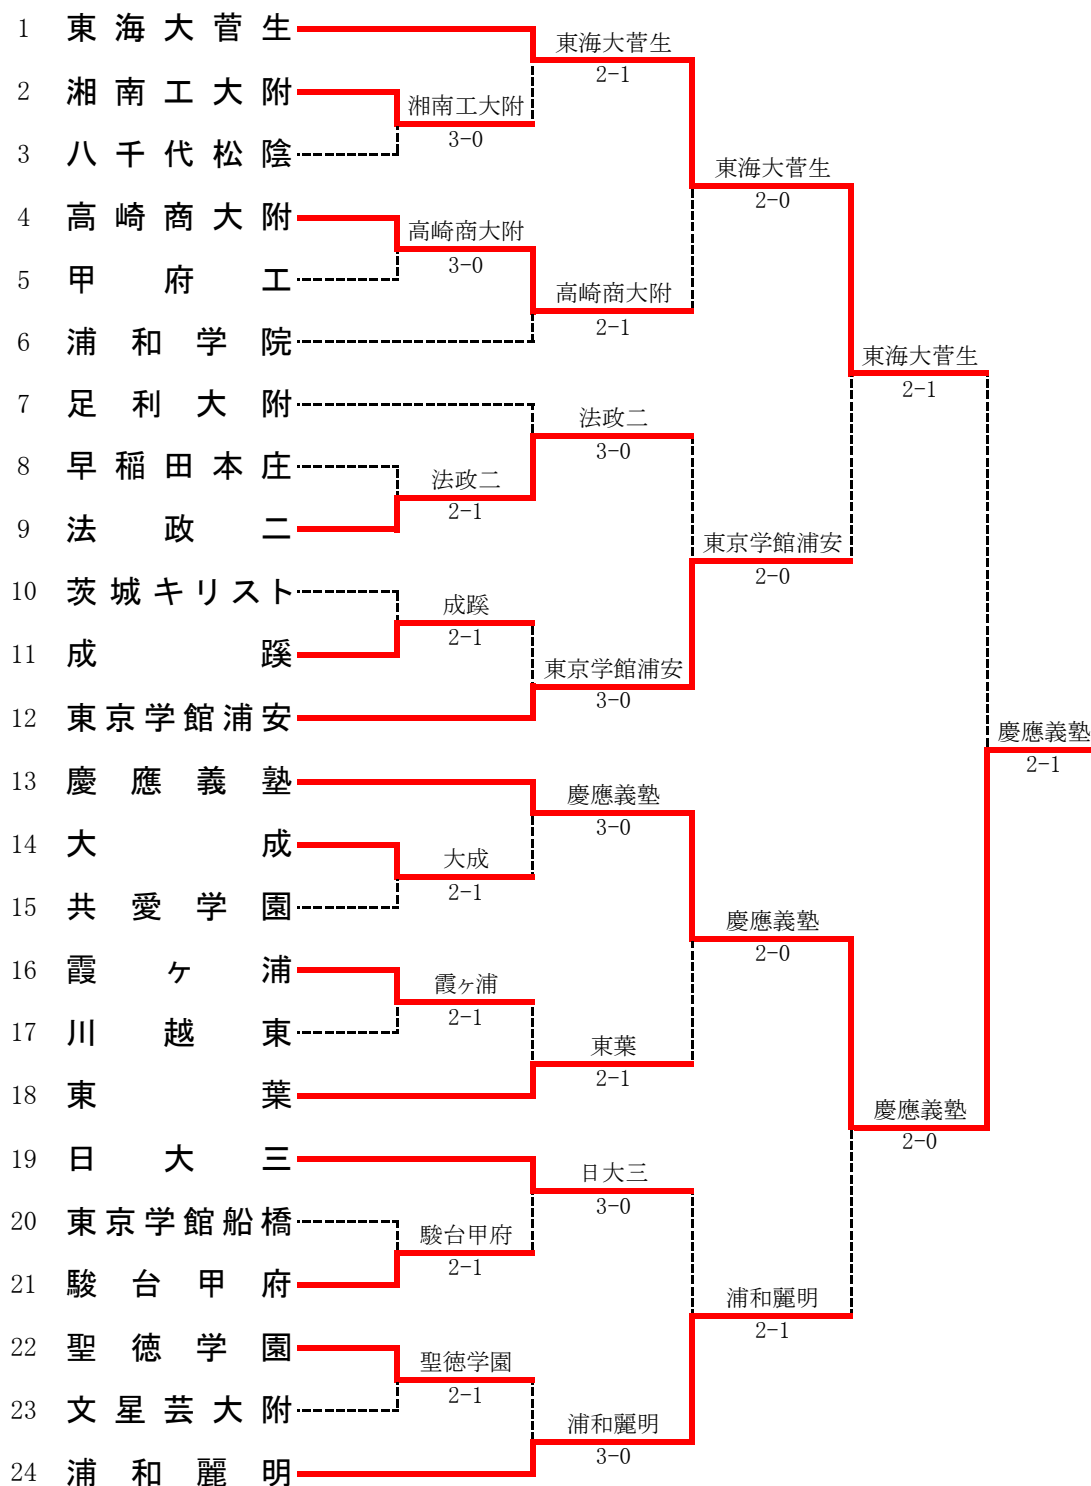 1 東海大菅生
東海大菅生
2-1
2 湘南工大附
湘南工大附
3-0
3 八千代松陰
東海大菅生
2-0
4 高崎商大附
高崎商大附
3-0
5 甲府工
高崎商大附
2-1
6 浦和学院
東海大菅生
2-1
7 足利大附
法政二
3-0
8 早稲田本庄
法政二
2-1
9 法政二
東京学館浦安
2-0
10 茨城キリスト
成蹊
2-1
11 成蹊
東京学館浦安
3-0
12 東京学館浦安
慶應義塾
2-1
13 慶應義塾
慶應義塾
3-0
14 大成
大成
2-1
15 共愛学園
慶應義塾
2-0
16 霞ヶ浦
霞ヶ浦
2-1
17 川越東
東葉
2-1
18 東葉
慶應義塾
2-0
19 日大三
日大三
3-0
20 東京学館船橋
駿台甲府
2-1
21 駿台甲府
浦和麗明
2-1
22 聖徳学園
聖徳学園
2-1
23 文星芸大附
浦和麗明
3-0
24 浦和麗明